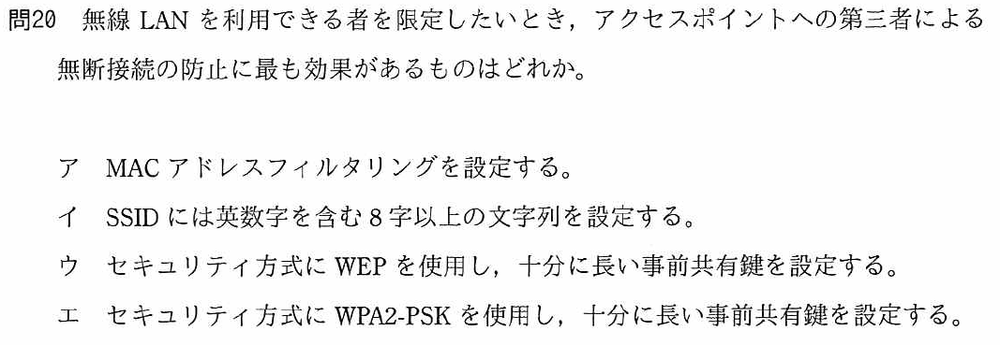 問20　無線 LAN を利用できる者を限定したいとき，アクセスポイントへの第三者による
無断接続の防止に最も効果があるものはどれか。
ア　MAC アドレスフィルタリングを設定する。
イ　SSID には英数字を含む 8 字以上の文字列を設定する。
ウ　セキュリティ方式に WEP を使用し，十分に長い事前共有鍵を設定する。
エ　セキュリティ方式に WPA2-PSK を使用し，十分に長い事前共有鍵を設定する。